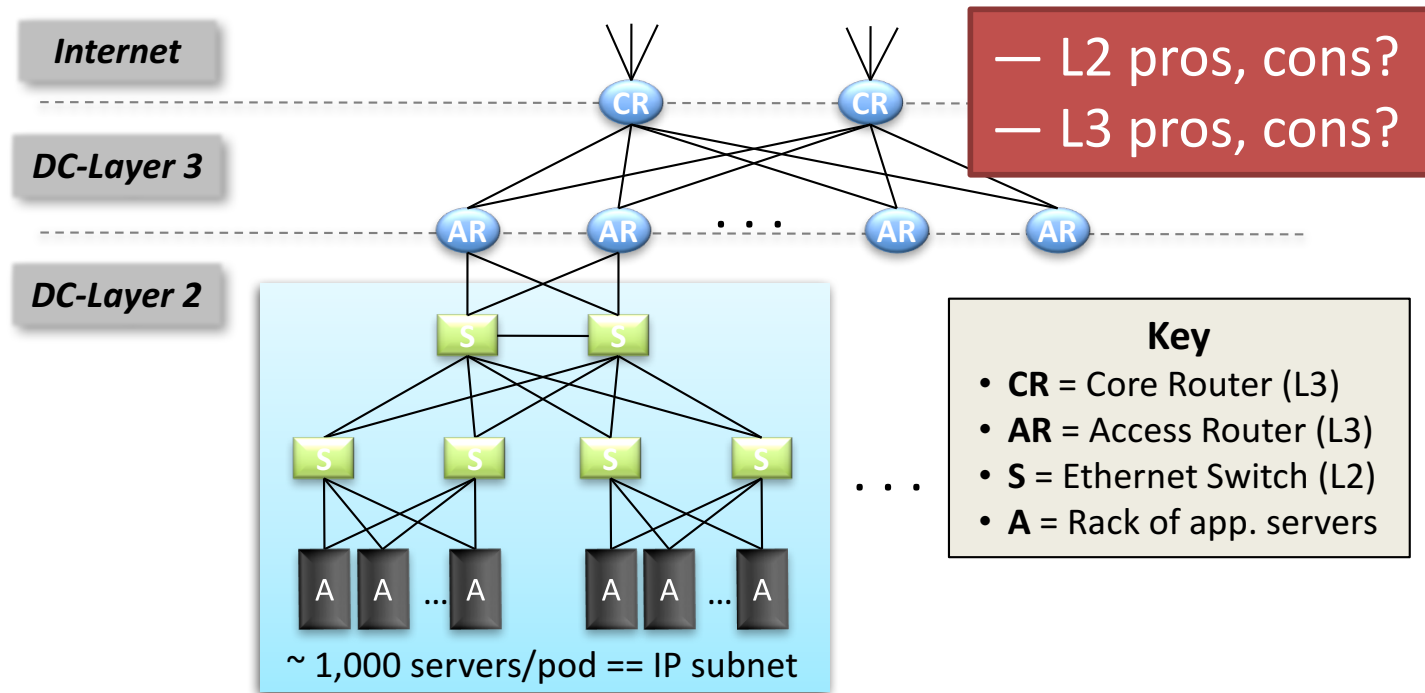 Internet
CR CR
— L2 pros, cons?
— L3 pros, cons?
DC-Layer 3
AR AR . . . AR AR
DC-Layer 2
S S
S S S S
. . .
A A ... A A A ... A
~ 1,000 servers/pod == IP subnet
Key
• CR = Core Router (L3)
• AR = Access Router (L3)
• S = Ethernet Switch (L2)
• A = Rack of app. servers